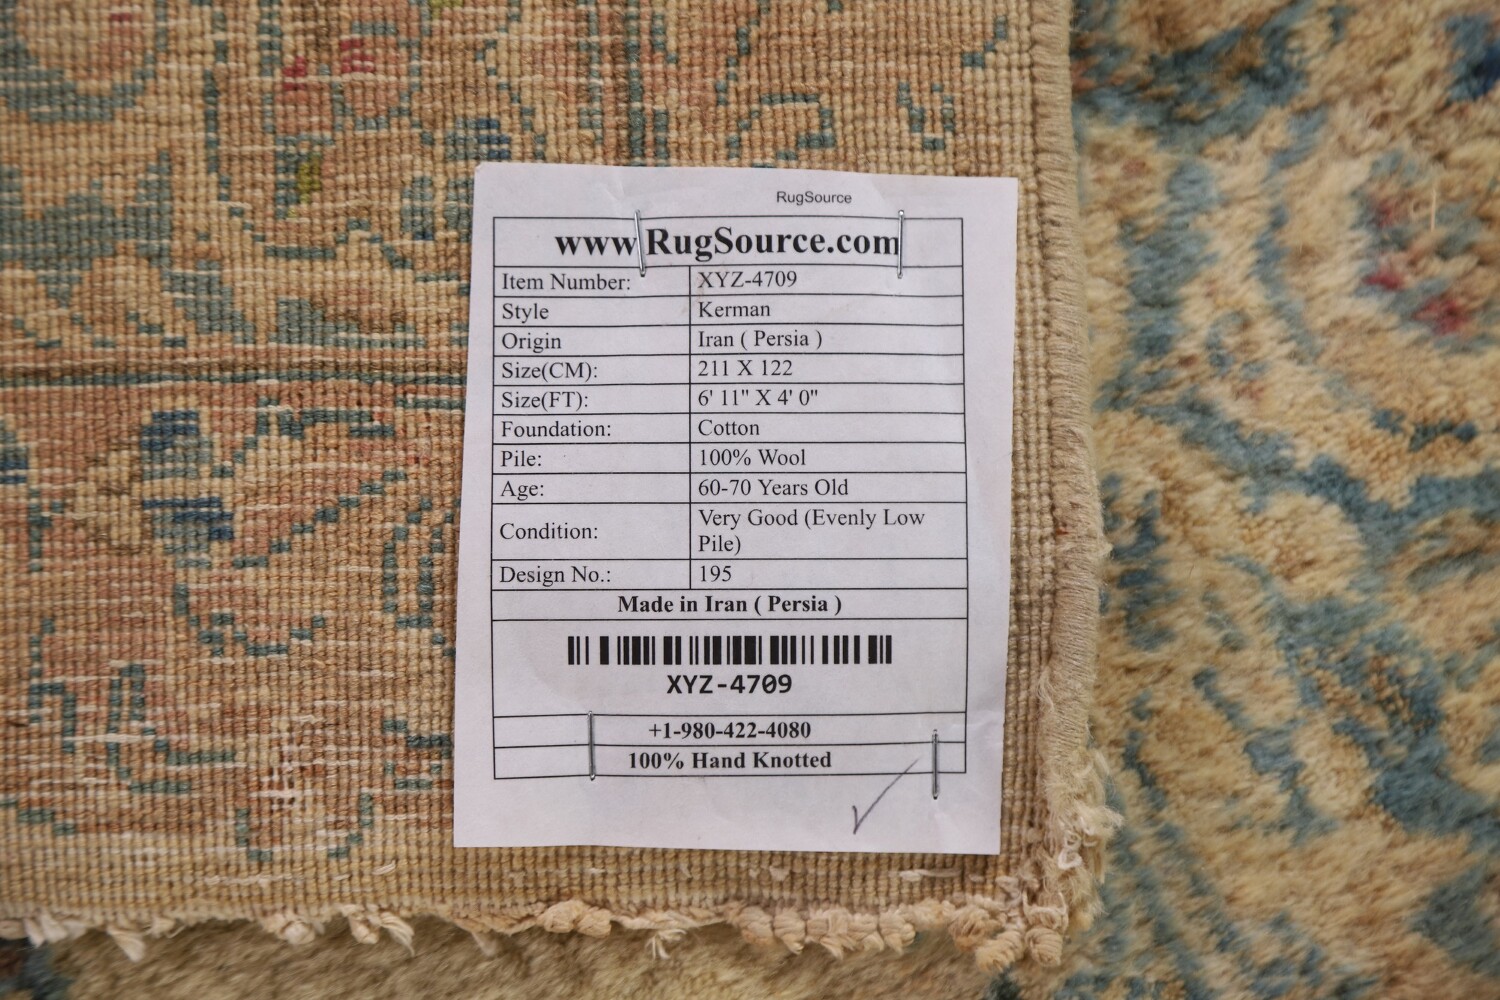 RugSource
www.RugSource.com
Item Number: XYZ-4709
Style Kerman
Origin Iran ( Persia )
Size(CM): 211 X 122
Size(FT): 6' 11" X 4' 0"
Foundation: Cotton
Pile: 100% Wool
Age: 60-70 Years Old
Condition: Very Good (Evenly Low
Pile)
Design No.: 195
Made in Iran ( Persia )
XYZ-4709
+1-980-422-4080
100% Hand Knotted